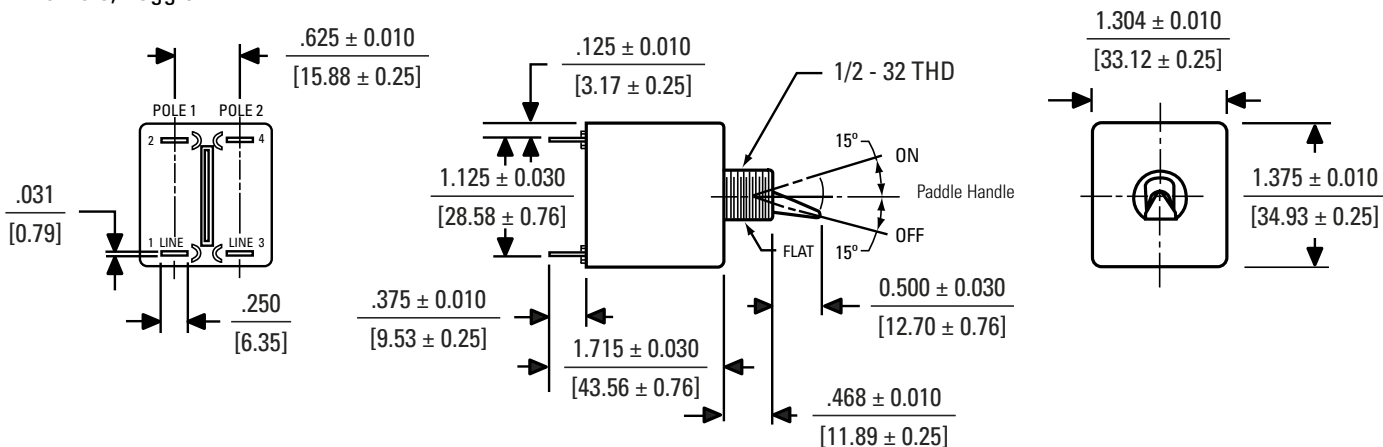 .625 ± 0.010
[15.88 ± 0.25]
POLE 1 POLE 2
2 4
1 LINE LINE 3
.031
[0.79]
.250
[6.35]
.125 ± 0.010
[3.17 ± 0.25]
1/2 - 32 THD
15º
ON
Paddle Handle
OFF
15º
FLAT
1.125 ± 0.030
[28.58 ± 0.76]
.375 ± 0.010
[9.53 ± 0.25]
1.715 ± 0.030
[43.56 ± 0.76]
0.500 ± 0.030
[12.70 ± 0.76]
.468 ± 0.010
[11.89 ± 0.25]
1.304 ± 0.010
[33.12 ± 0.25]
1.375 ± 0.010
[34.93 ± 0.25]